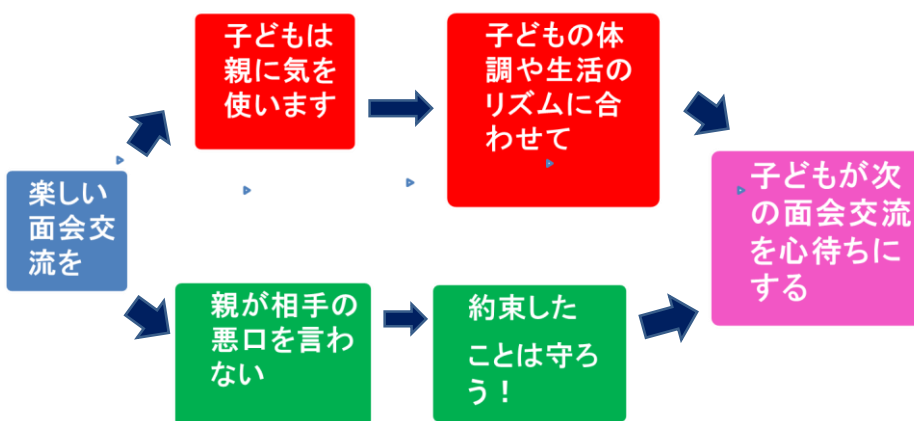 楽しい
面会交
流を
子どもは
親に気を
使います
子どもの体
調や生活の
リズムに合
わせて
親が相手の
悪口を言わ
ない
約束した
ことは守ろ
う！
子どもが次
の面会交流
を心待ちに
する